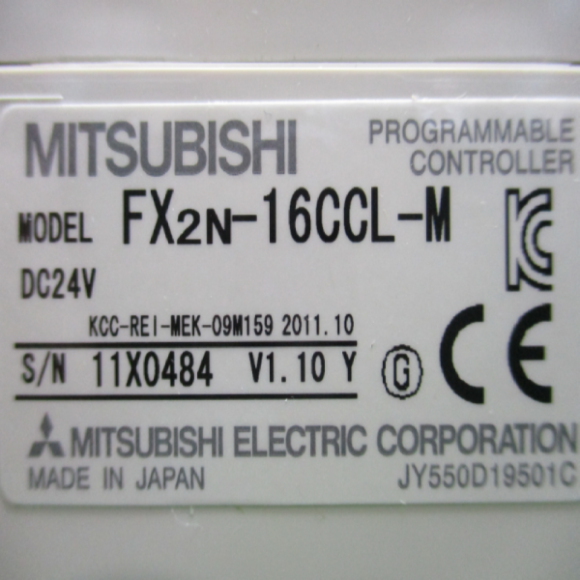 MITSUBISHI PROGRAMMABLE CONTROLLER
MODEL FX2N-16CCL-M
DC24V
KCC-REI-MEK-09M159 2011.10
S/N 11X0484 V1.10 Y G CE
MITSUBISHI ELECTRIC CORPORATION
MADE IN JAPAN JY550D19501C